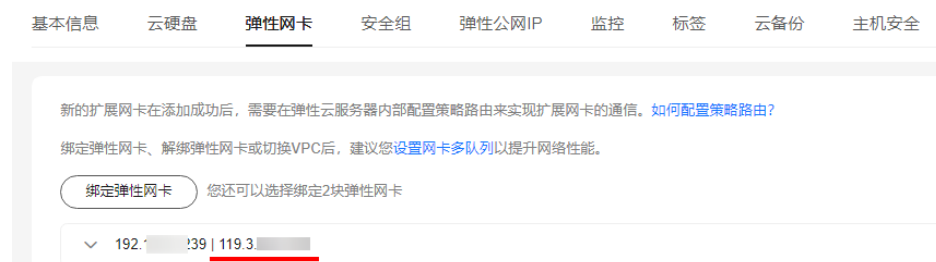 基本信息 云硬盘 弹性网卡 安全组 弹性公网IP 监控 标签 云备份 主机安全
新的扩展网卡在添加成功后，需要在弹性云服务器内部配置策略路由来实现扩展网卡的通信。如何配置策略路由？
绑定弹性网卡、解绑弹性网卡或切换VPC后，建议您设置网卡多队列以提升网络性能。
绑定弹性网卡 您还可以选择绑定2块弹性网卡
192. 239 | 119.3.